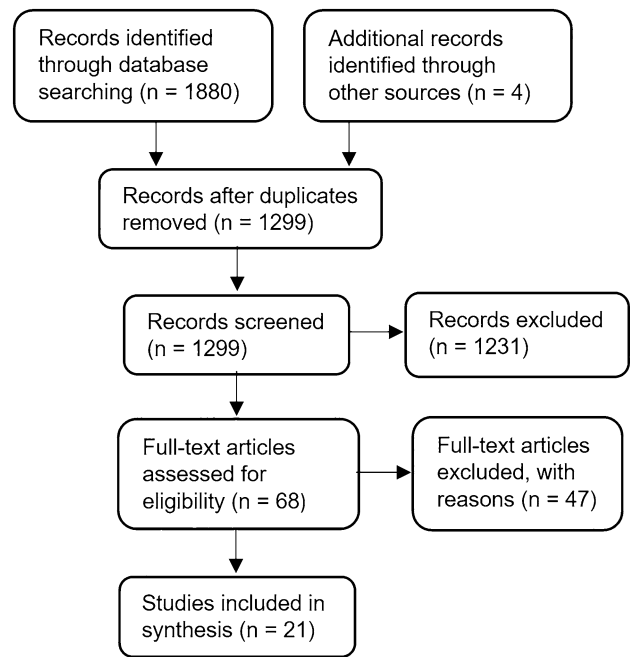 Records identified
through database
searching (n = 1880)
Additional records
identified through
other sources (n = 4)
Records after duplicates
removed (n = 1299)
Records screened
(n = 1299)
Records excluded
(n = 1231)
Full-text articles
assessed for
eligibility (n = 68)
Full-text articles
excluded, with
reasons (n = 47)
Studies included in
synthesis (n = 21)